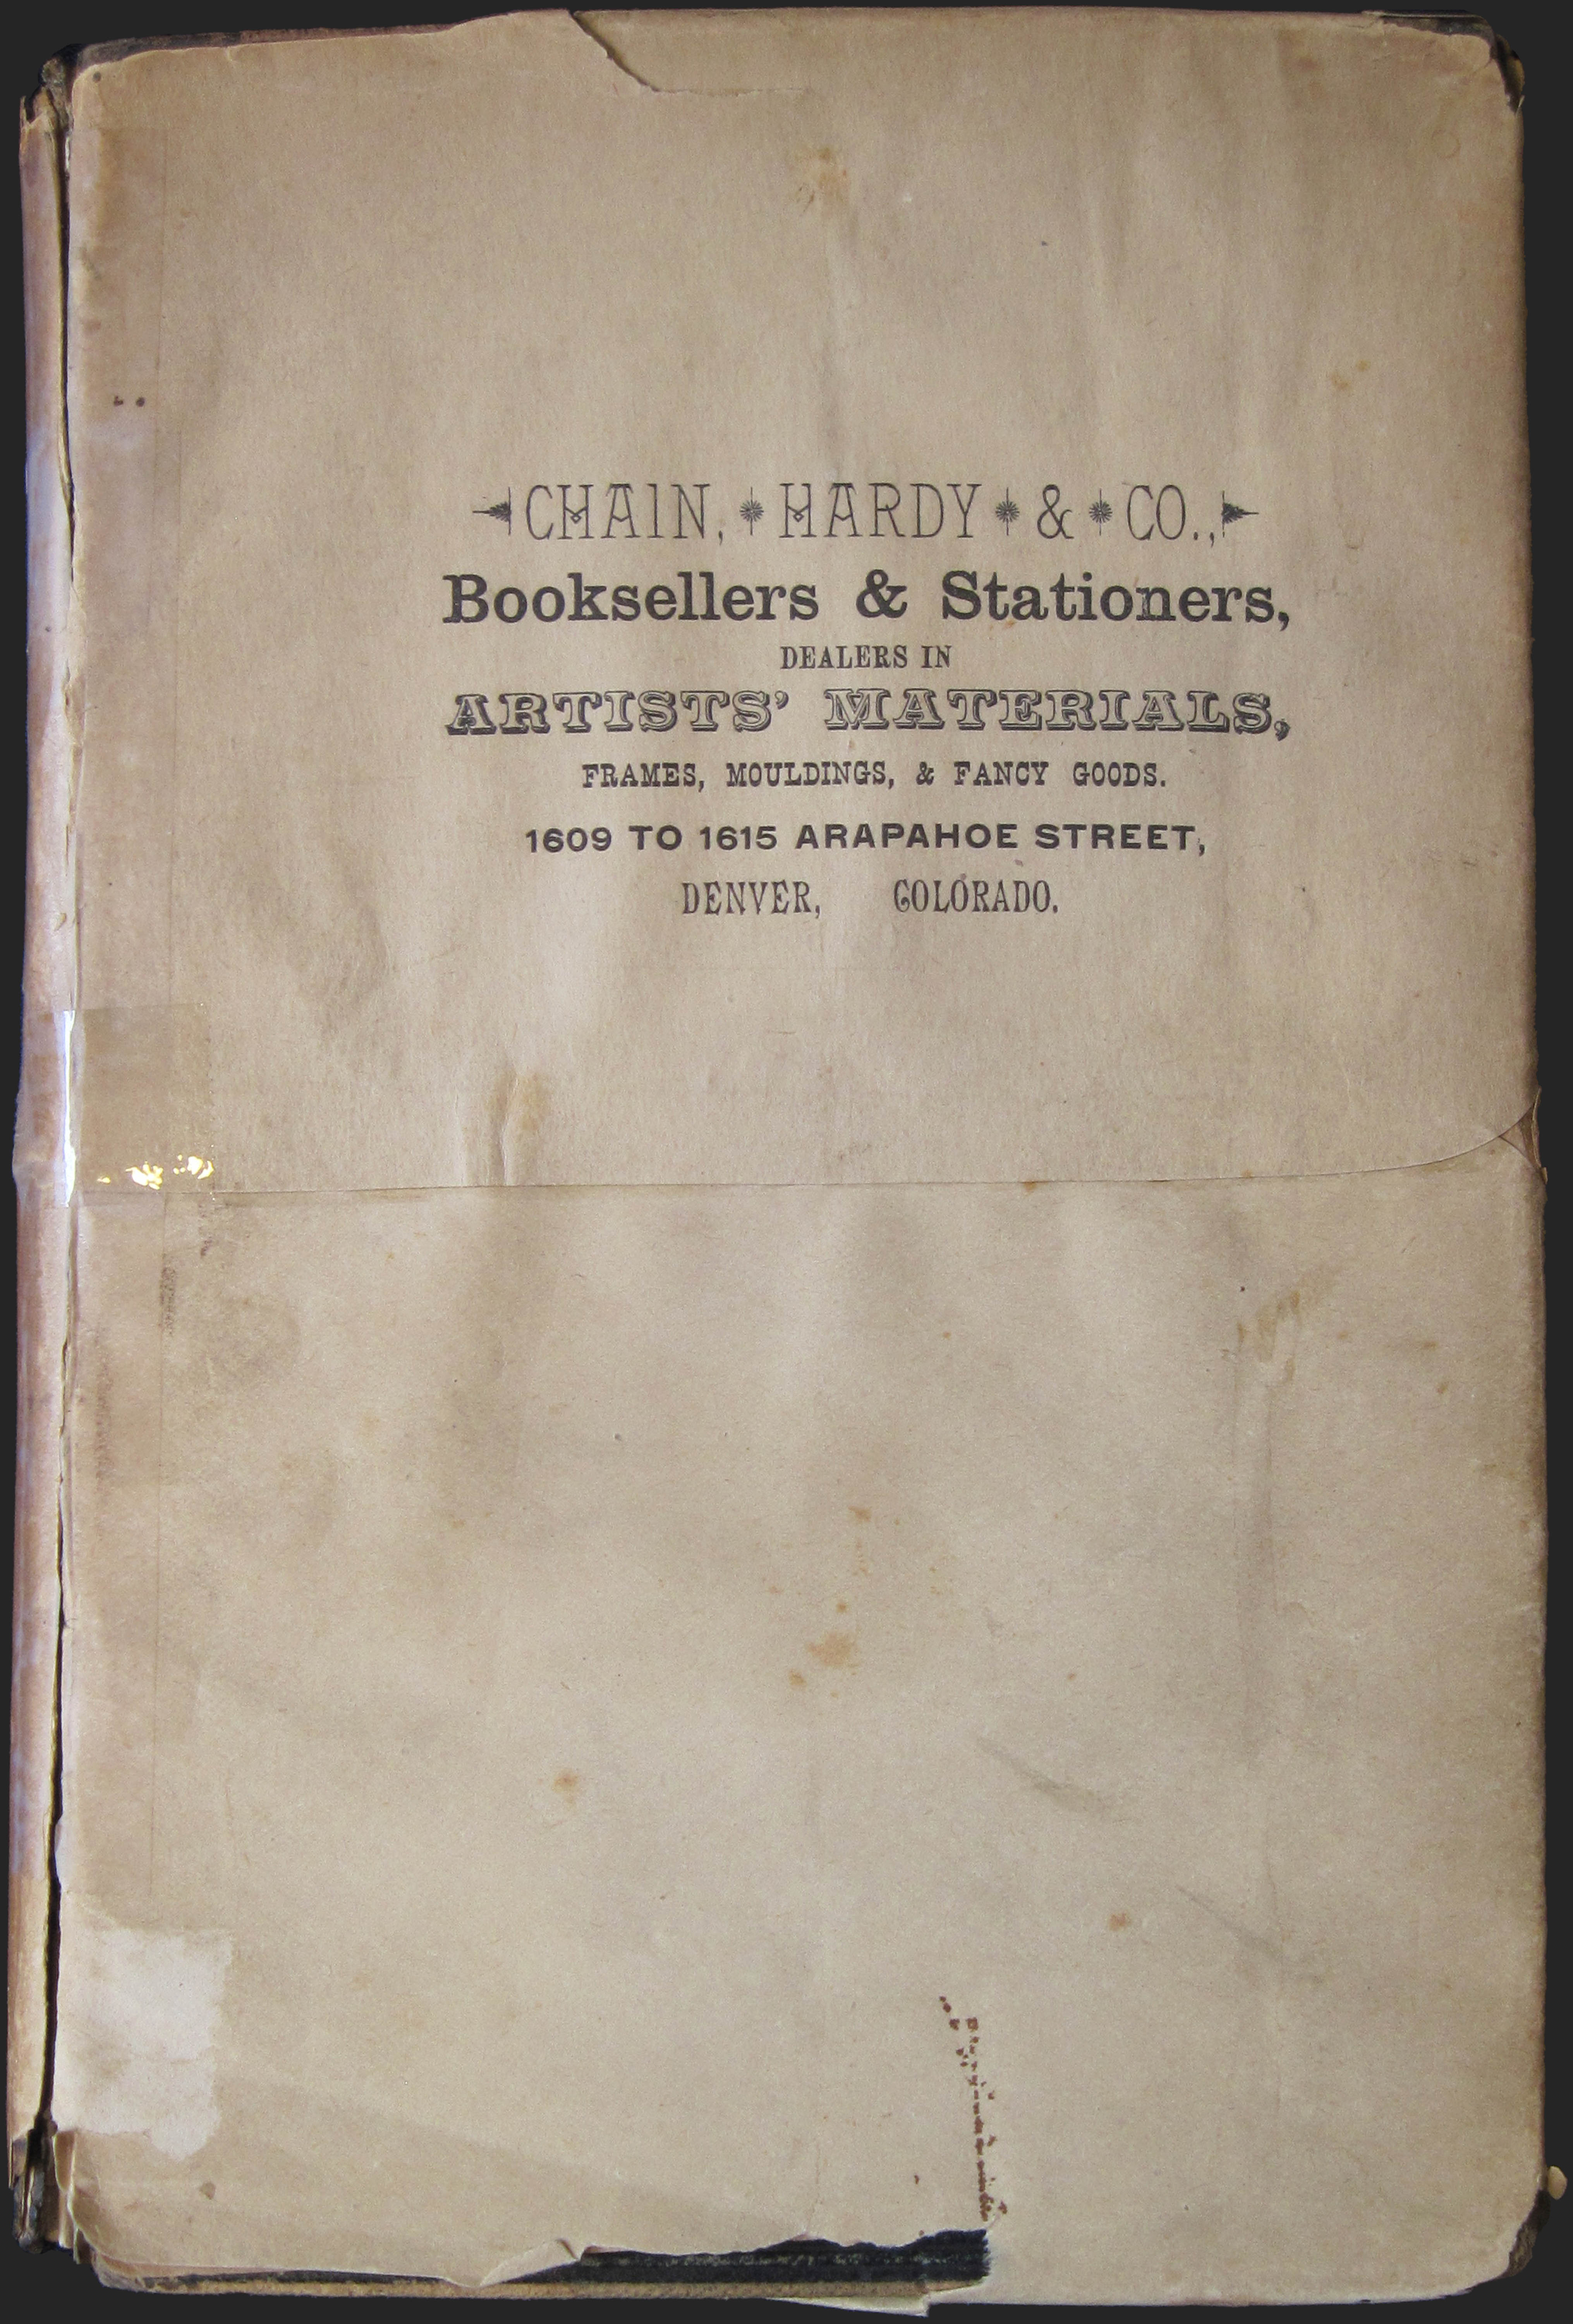 CHAIN, HARDY & CO.,
Booksellers & Stationers,
DEALERS IN
ARTISTS' MATERIALS,
FRAMES, MOULDINGS, & FANCY GOODS.
1609 TO 1615 ARAPAHOE STREET,
DENVER, COLORADO.